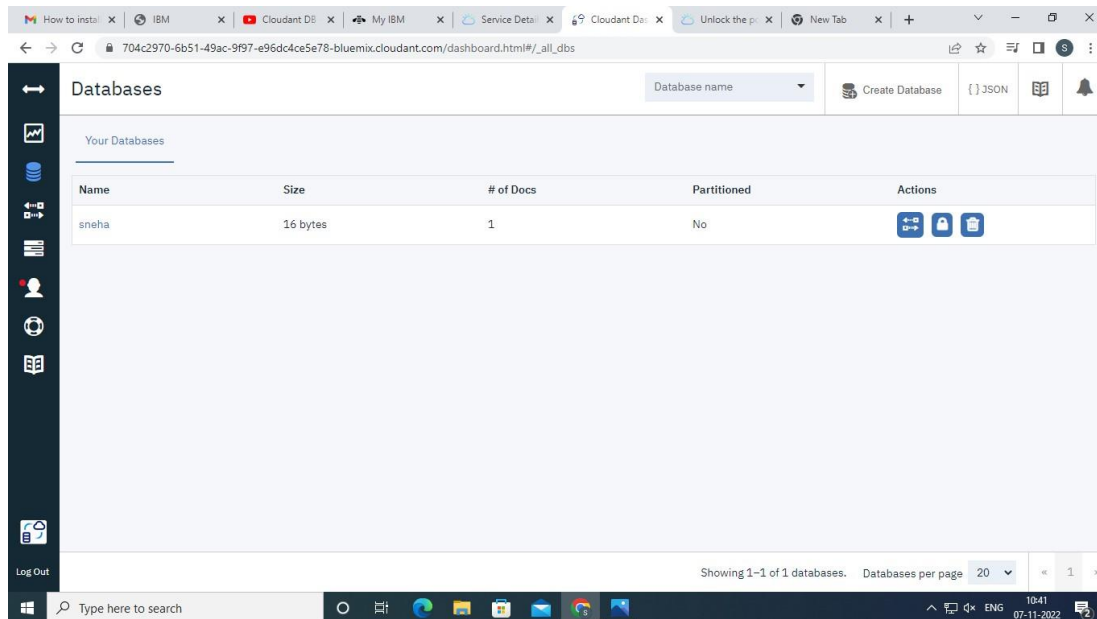 How to instal
IBM
Cloudant DB
My IBM
Service Detail
Cloudant Das
Unlock the po
New Tab
704c2970-6b51-49ac-9f97-e96dc4ce5e78-bluemix.cloudant.com/dashboard.html#/_all_dbs
S
Databases
Database name
Create Database
{ } JSON
Your Databases
Name Size # of Docs Partitioned Actions
sneha 16 bytes 1 No
Log Out
Showing 1–1 of 1 databases. Databases per page 20 « 1 »
Type here to search
ENG
10:41
07-11-2022
2